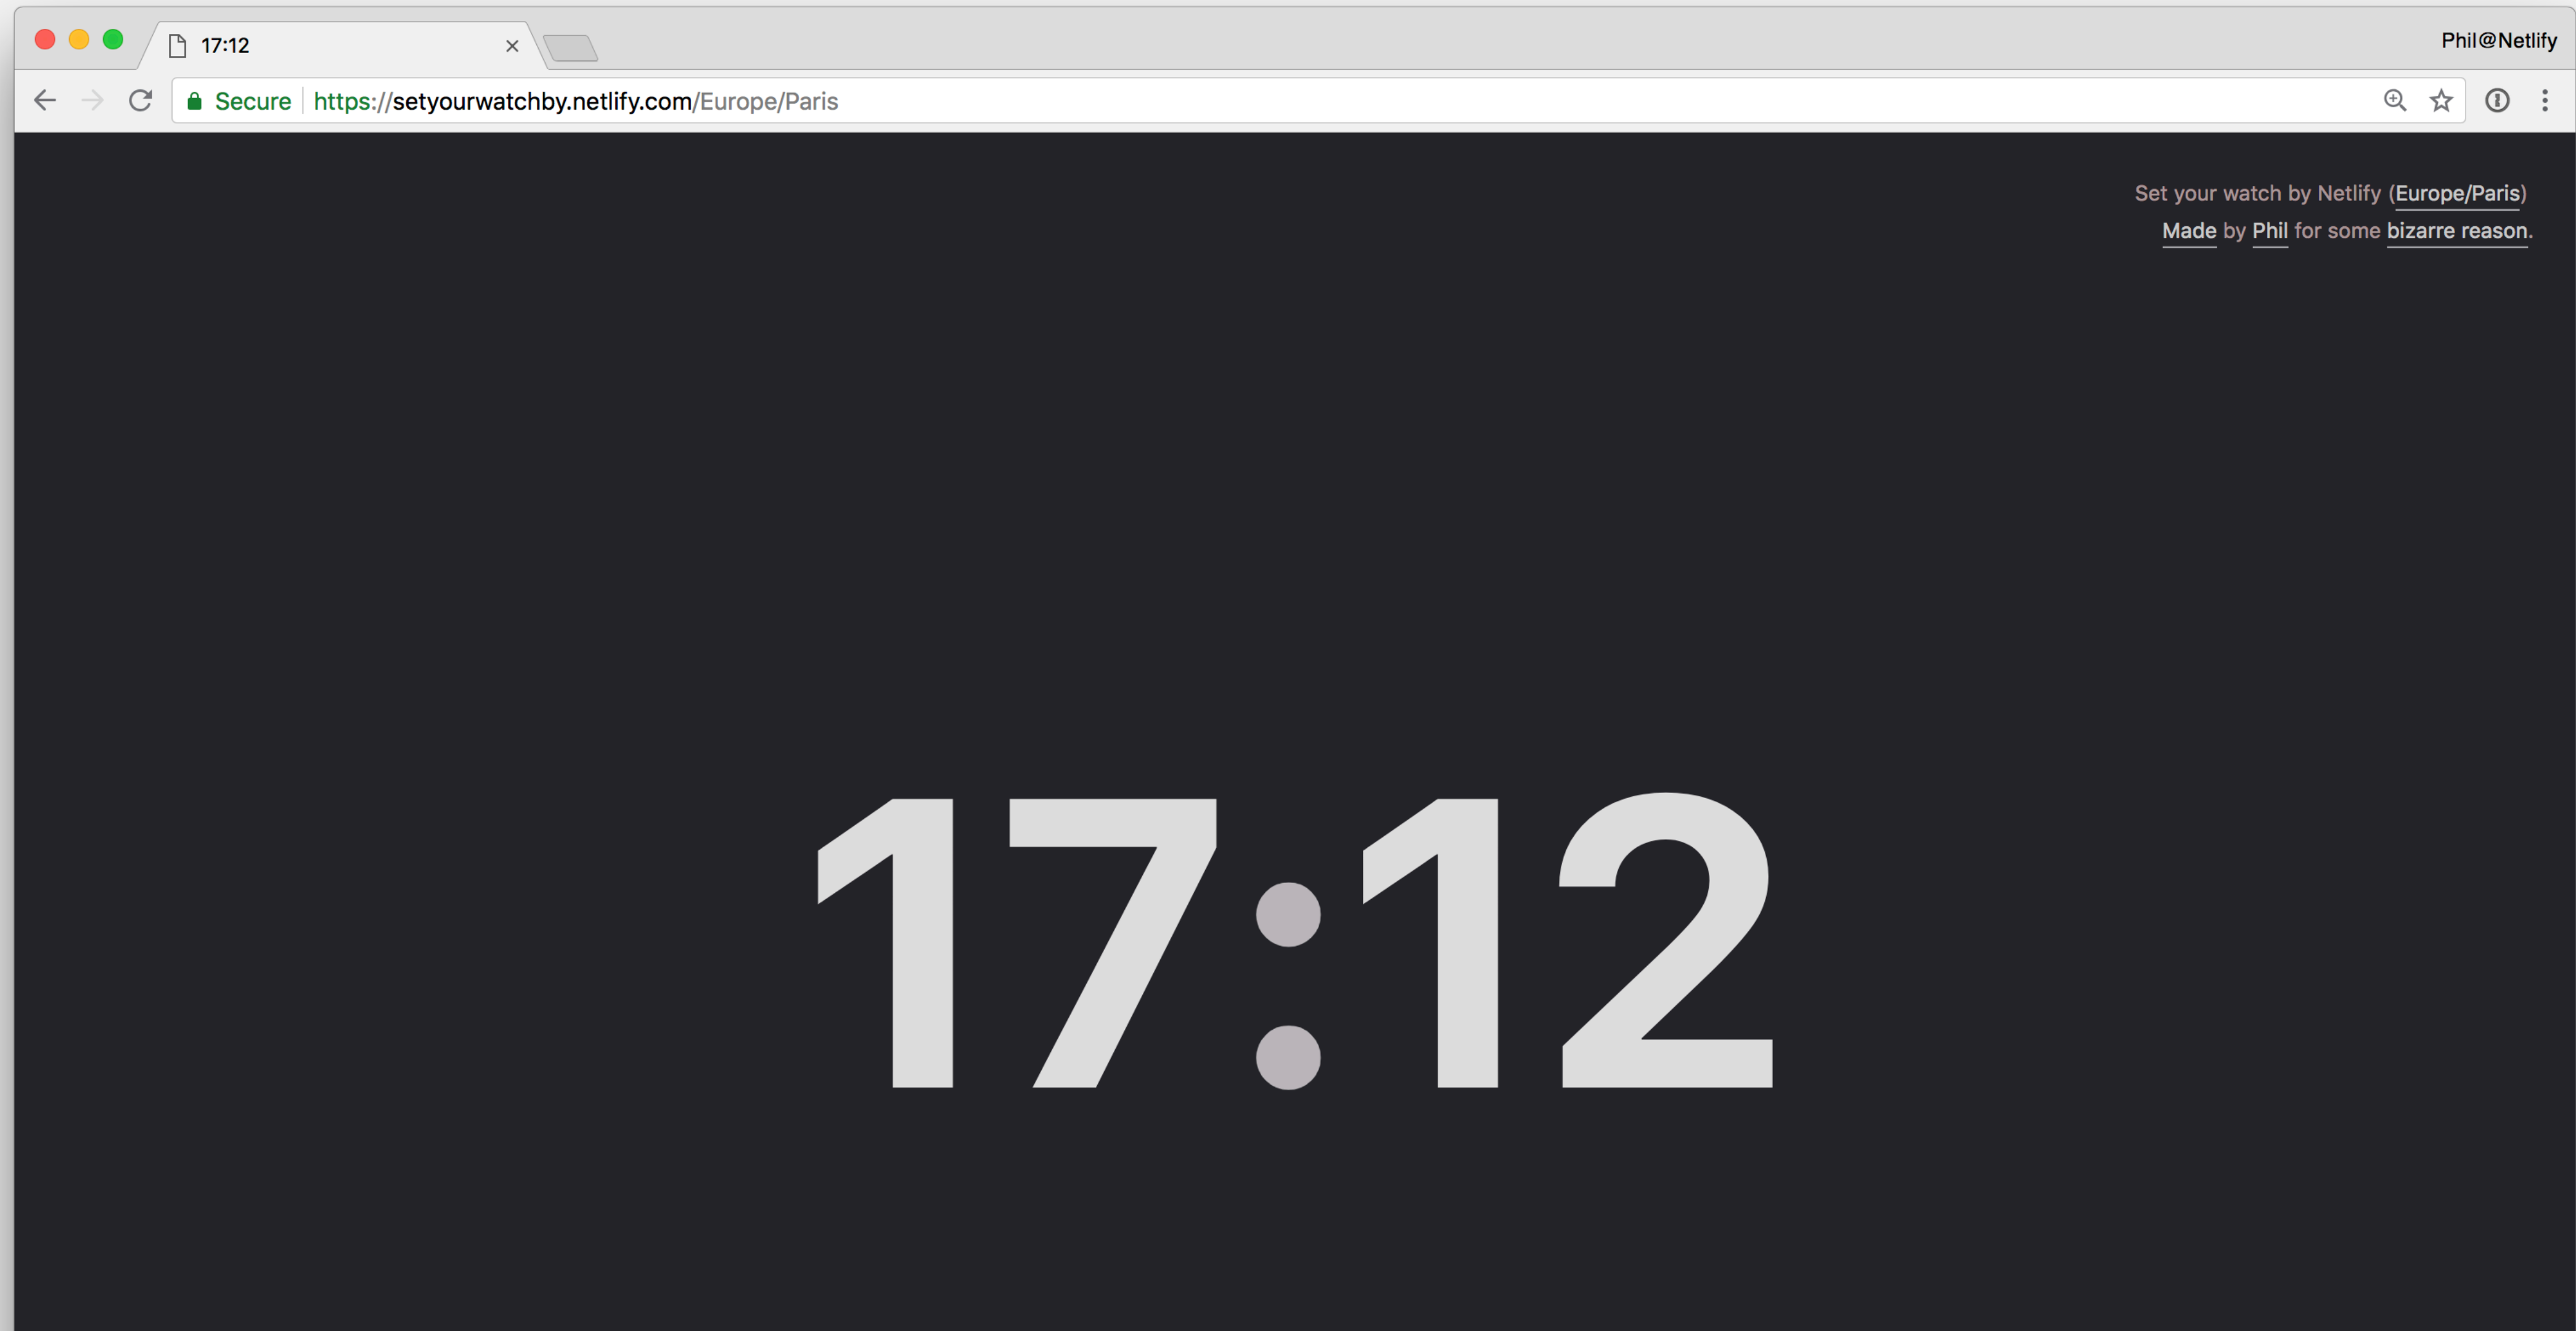 17:12
Phil@Netlify
Secure https://setyourwatchby.netlify.com/Europe/Paris
Set your watch by Netlify (Europe/Paris)
Made by Phil for some bizarre reason.
17:12